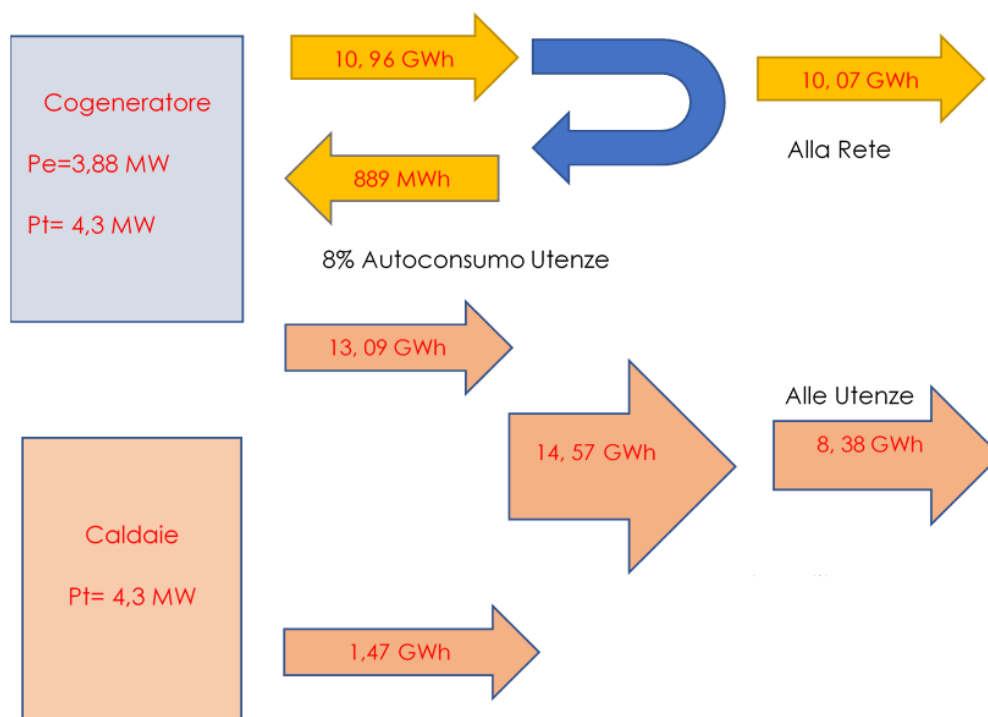 Cogeneratore
Pe=3,88 MW
Pt= 4,3 MW
10, 96 GWh
10, 07 GWh
Alla Rete
889 MWh
8% Autoconsumo Utenze
13, 09 GWh
Alle Utenze
14, 57 GWh
8, 38 GWh
Caldaie
Pt= 4,3 MW
1,47 GWh